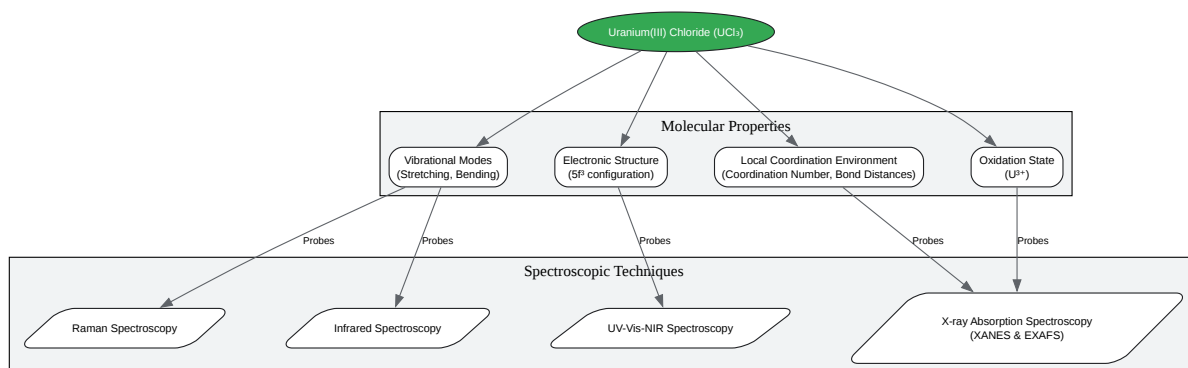 Uranium(III) Chloride (UCl₃)
Molecular Properties
Vibrational Modes
(Stretching, Bending)
Electronic Structure
(5f³ configuration)
Local Coordination Environment
(Coordination Number, Bond Distances)
Oxidation State
(U³⁺)
Probes
Probes
Probes
Probes
Probes
Spectroscopic Techniques
Raman Spectroscopy
Infrared Spectroscopy
UV-Vis-NIR Spectroscopy
X-ray Absorption Spectroscopy
(XANES & EXAFS)